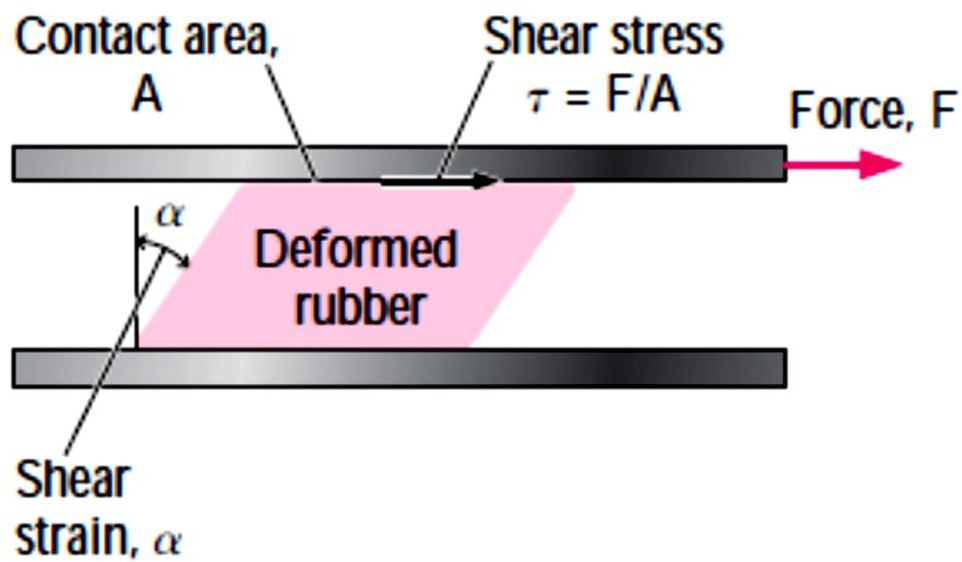 Contact area,
A
Shear stress
τ = F/A
Force, F
α
Deformed
rubber
Shear
strain, α